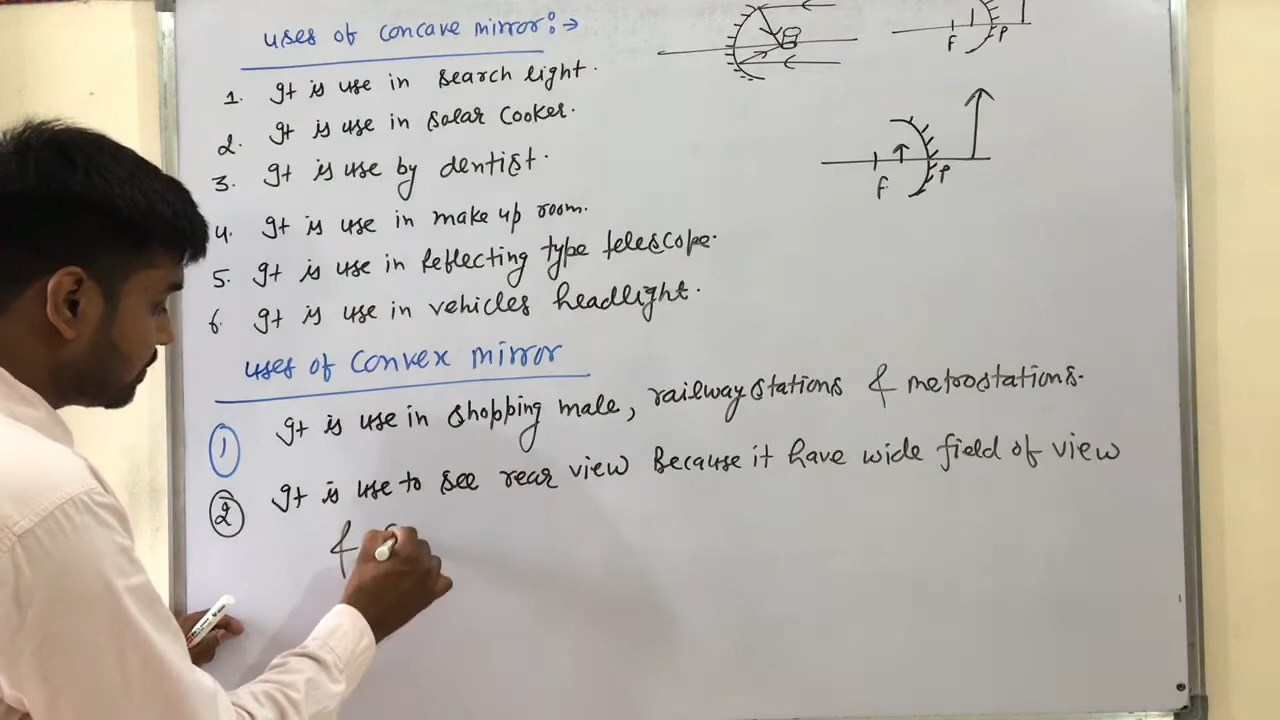 uses of concave mirror:→
1. It is use in search light.
2. It is use in solar cooker.
3. It is use by dentist.
4. It is use in make up room.
5. It is use in reflecting type telescope.
6. It is use in vehicles headlight.
uses of convex mirror
1 It is use in shopping male, railway stations & metrostations.
2 It is use to see rear view Because it have wide field of view
&
F P
F P